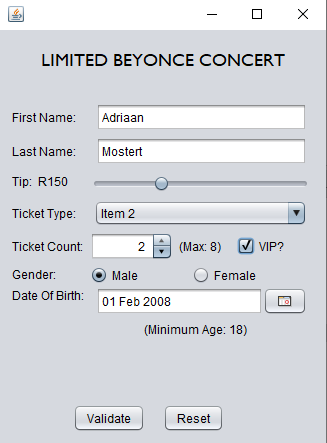 LIMITED BEYONCE CONCERT
First Name: Adriaan
Last Name: Mostert
Tip: R150
Ticket Type: Item 2
Ticket Count: 2 (Max: 8) VIP?
Gender: Male Female
Date Of Birth: 01 Feb 2008
(Minimum Age: 18)
Validate Reset